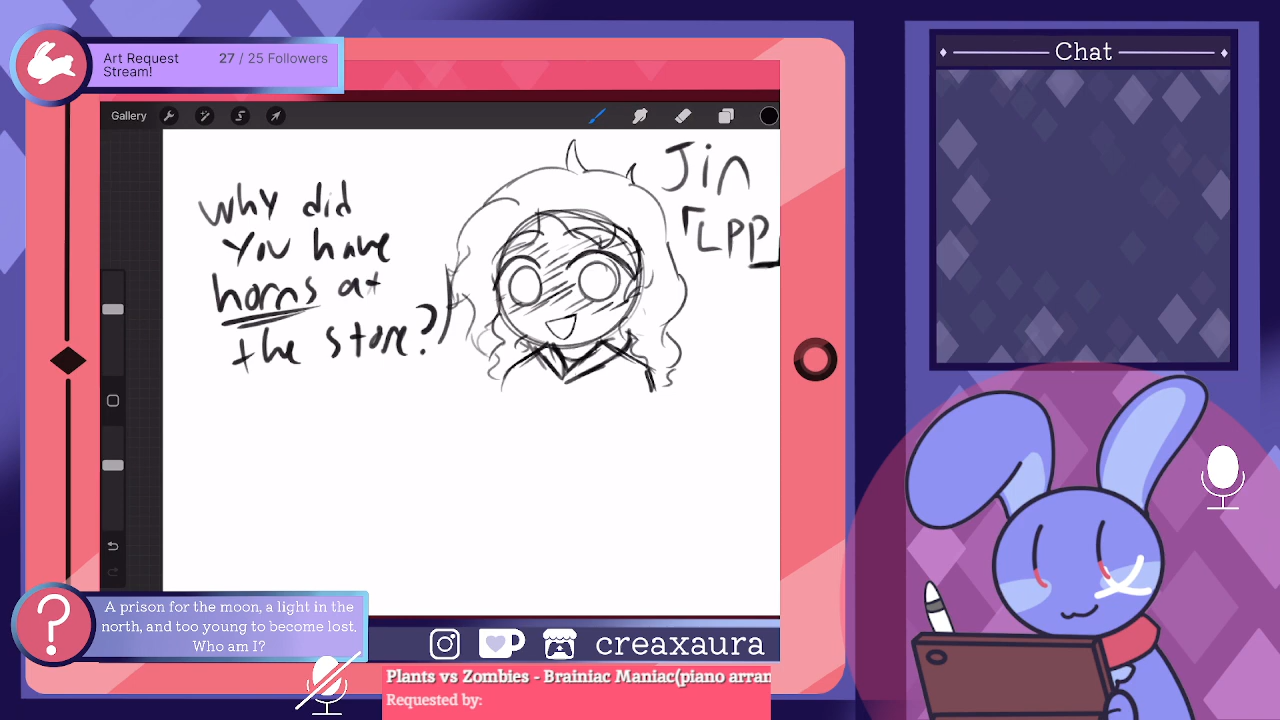 Art Request
Stream!
27 / 25 Followers
Chat
Gallery
Why did
you have
horns at
the store?
Jin
「LPP
A prison for the moon, a light in the
north, and too young to become lost.
Who am I?
creaxaura
Plants vs Zombies - Brainiac Maniac(piano arran
Requested by: